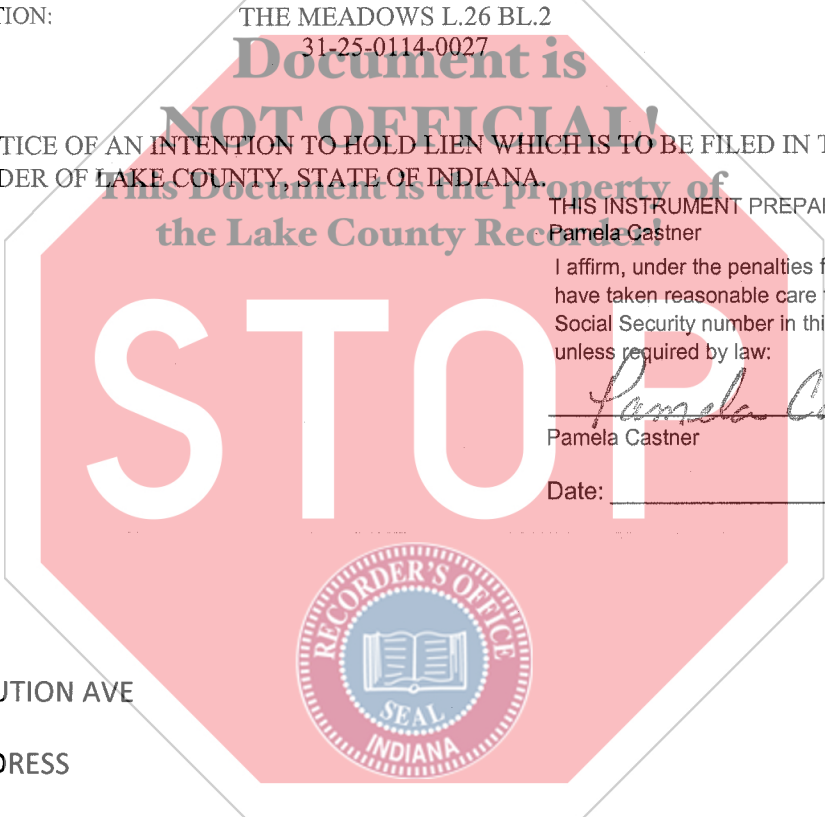 TION:
THE MEADOWS L.26 BL.2
31-25-0114-0027
Document is
NOT OFFICIAL!
TICE OF AN INTENTION TO HOLD LIEN WHICH IS TO BE FILED IN T
DER OF LAKE COUNTY, STATE OF INDIANA.
This Document is the property of
the Lake County Recorder!
THIS INSTRUMENT PREPA
Pamela Castner
I affirm, under the penalties f
have taken reasonable care
Social Security number in thi
unless required by law:
Pamela Ca
Pamela Castner
Date:
STOP
RECORDER'S OFFICE
SEAL
INDIANA
UTION AVE
DRESS